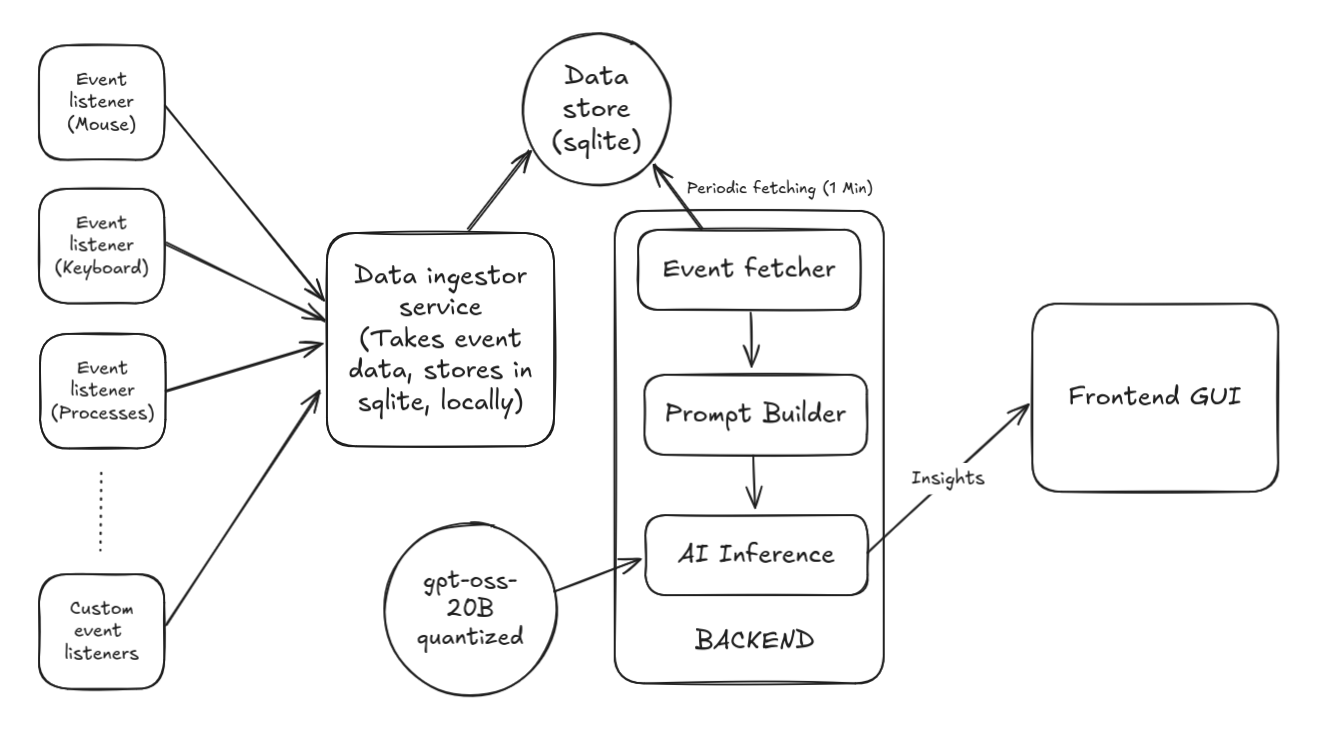 Event
listener
(Mouse)
Event
listener
(Keyboard)
Event
listener
(Processes)
Custom
event
listeners
Data ingestor
service
(Takes event
data, stores in
sqlite, locally)
Data
store
(sqlite)
Periodic fetching (1 Min)
Event fetcher
Prompt Builder
AI Inference
BACKEND
gpt-oss-
20B
quantized
Insights
Frontend GUI